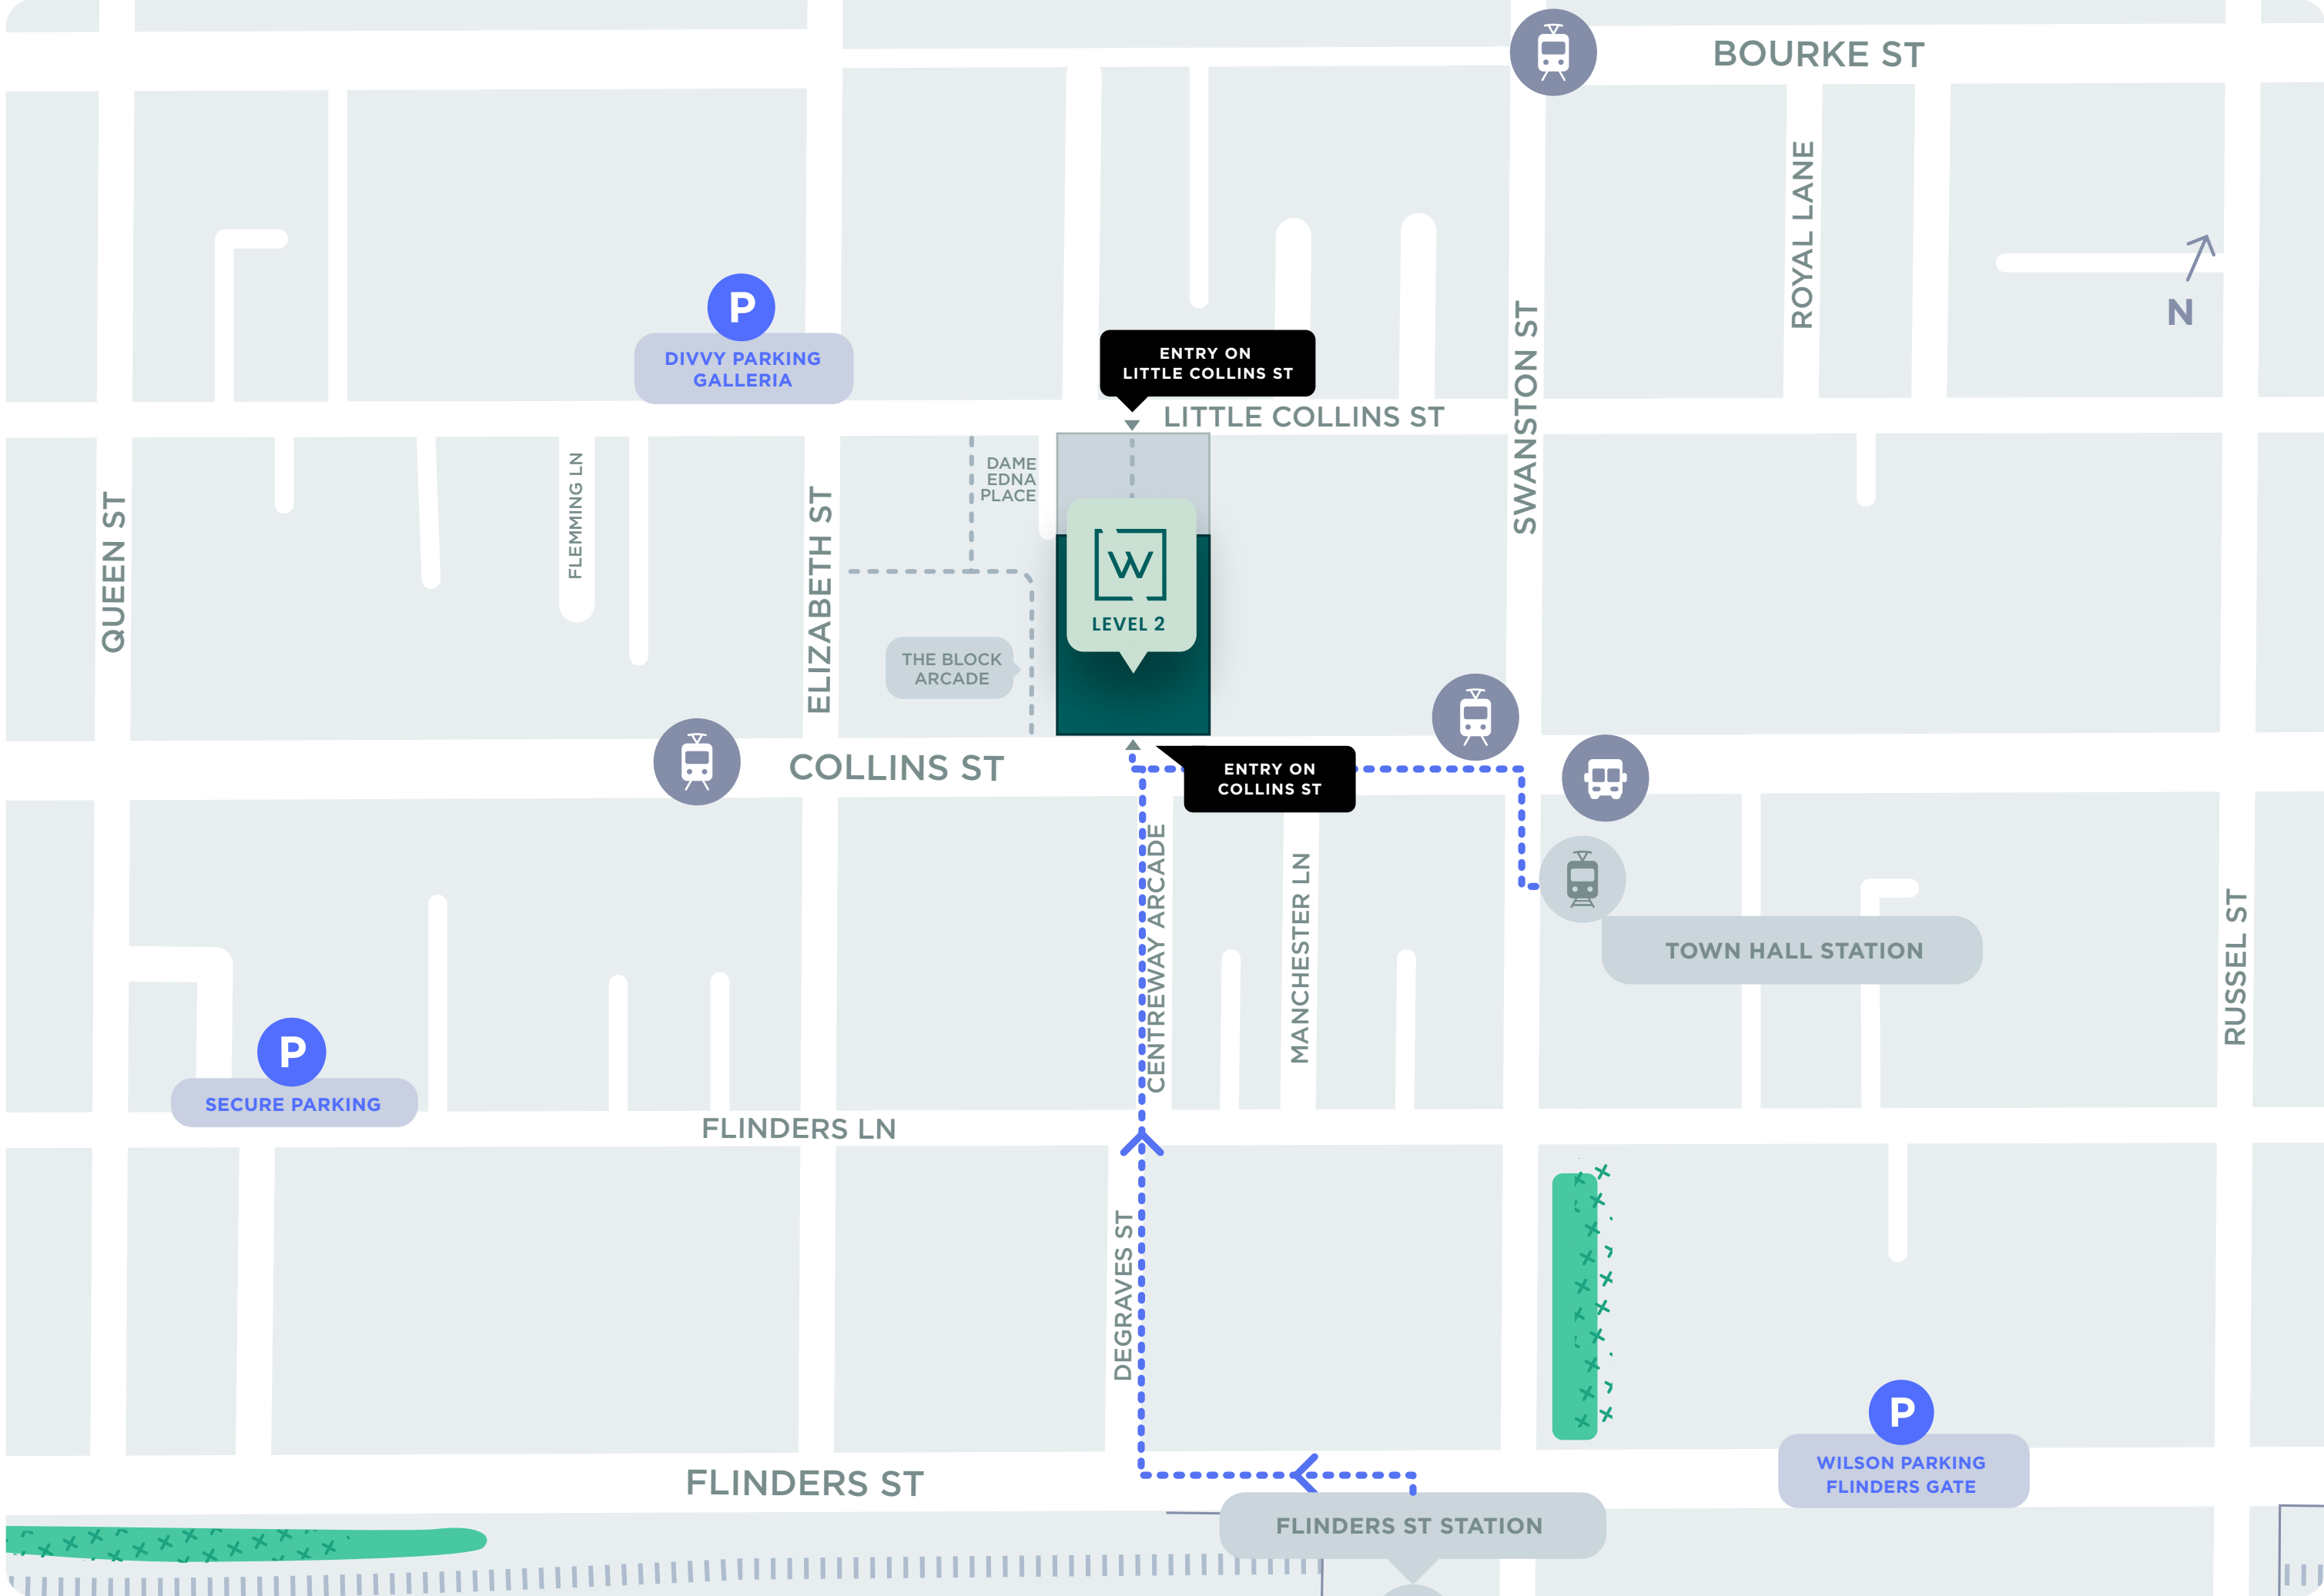 BOURKE ST
ROYAL LANE
N
P
DIVVY PARKING
GALLERIA
ENTRY ON
LITTLE COLLINS ST
LITTLE COLLINS ST
SWANSTON ST
QUEEN ST
FLEMMING LN
ELIZABETH ST
DAME
EDNA
PLACE
W
LEVEL 2
THE BLOCK
ARCADE
COLLINS ST
ENTRY ON
COLLINS ST
CENTREWAY ARCADE
MANCHESTER LN
TOWN HALL STATION
RUSSEL ST
P
SECURE PARKING
FLINDERS LN
DEGRAVES ST
P
WILSON PARKING
FLINDERS GATE
FLINDERS ST
FLINDERS ST STATION